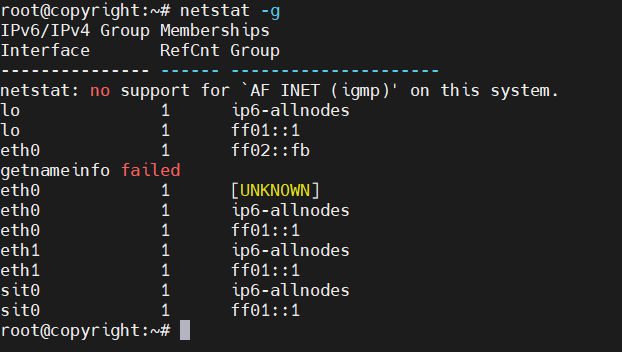 root@copyright:~# netstat -g
IPv6/IPv4 Group Memberships
Interface       RefCnt Group
--------------- ------ ---------------------
netstat: no support for `AF INET (igmp)' on this system.
lo              1      ip6-allnodes
lo              1      ff01::1
eth0            1      ff02::fb
getnameinfo failed
eth0            1      [UNKNOWN]
eth0            1      ip6-allnodes
eth0            1      ff01::1
eth1            1      ip6-allnodes
eth1            1      ff01::1
sit0            1      ip6-allnodes
sit0            1      ff01::1
root@copyright:~#